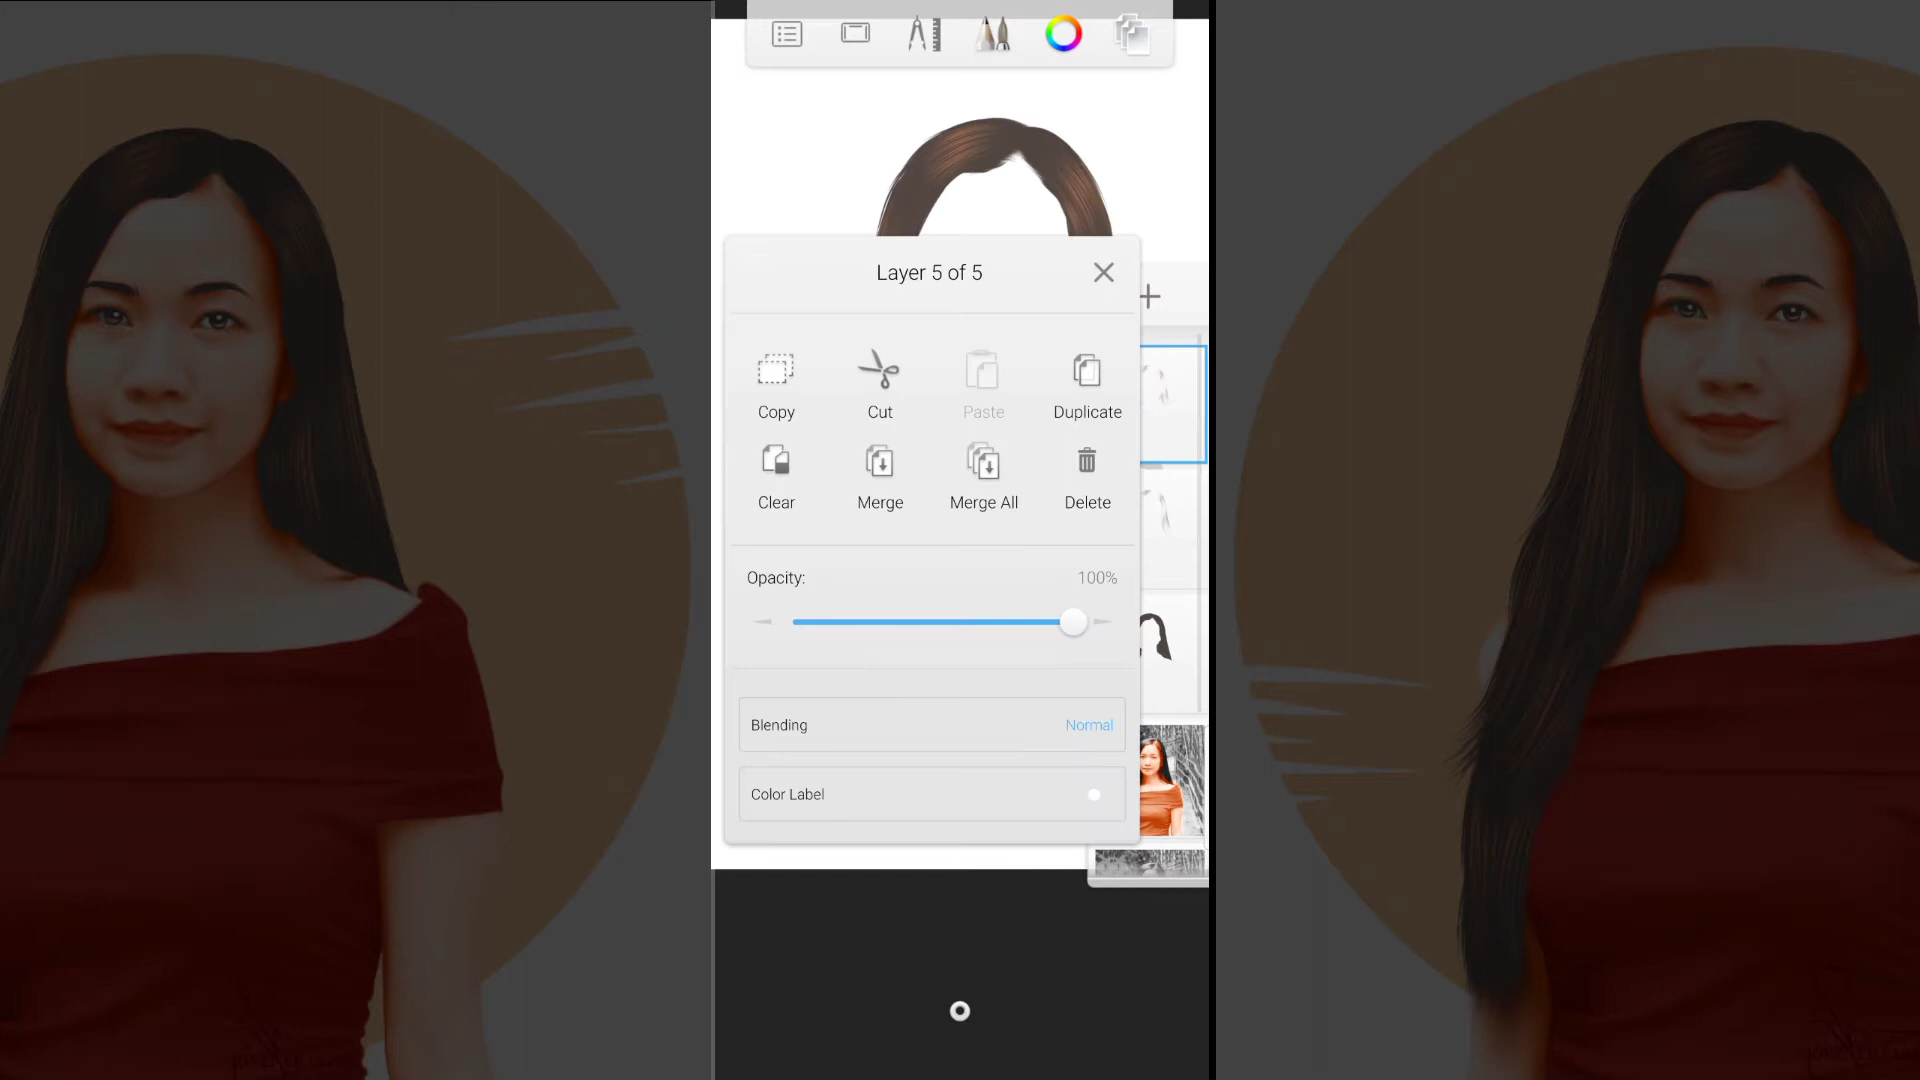 Layer 5 of 5
Copy
Cut
Paste
Duplicate
Clear
Merge
Merge All
Delete
Opacity:
100%
Blending
Normal
Color Label